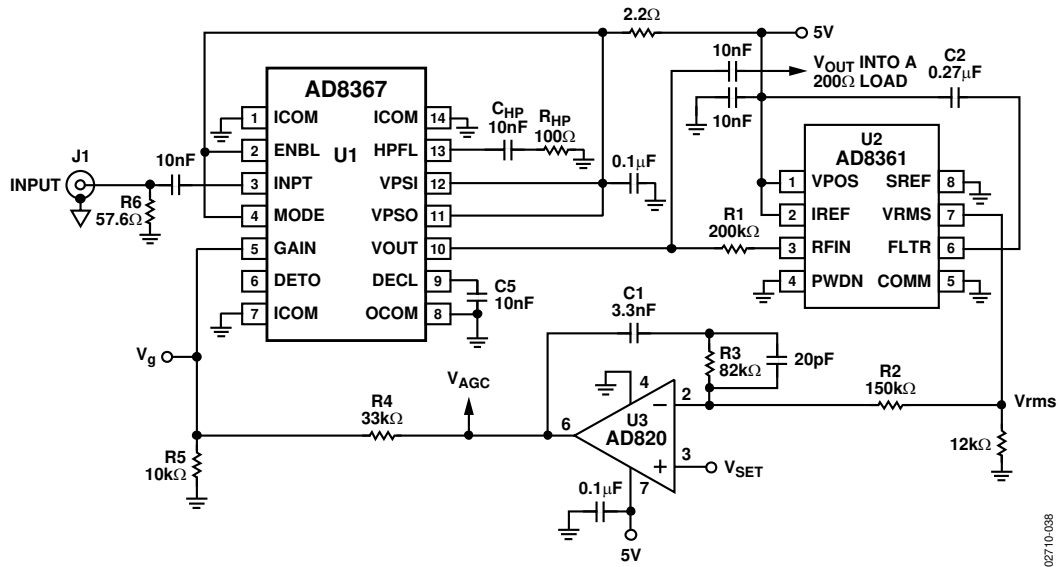 2.2Ω
5V
10nF
V_OUT INTO A
200Ω LOAD
C2
0.27μF
10nF
AD8367
U1
1 ICOM
ICOM 14
2 ENBL
HPFL 13
3 INPT
VPSI 12
4 MODE
VPSO 11
5 GAIN
VOUT 10
6 DETO
DECL 9
7 ICOM
OCOM 8
C_HP
10nF
R_HP
100Ω
0.1μF
J1
INPUT
10nF
R6
57.6Ω
U2
AD8361
1 VPOS
SREF 8
2 IREF
VRMS 7
3 RFIN
FLTR 6
4 PWDN
COMM 5
R1
200kΩ
C5
10nF
C1
3.3nF
R3
82kΩ
20pF
V_g
V_AGC
R4
33kΩ
R5
10kΩ
4
6
U3
AD820
−
2
+
3
7
V_SET
R2
150kΩ
Vrms
12kΩ
0.1μF
5V
02710-038